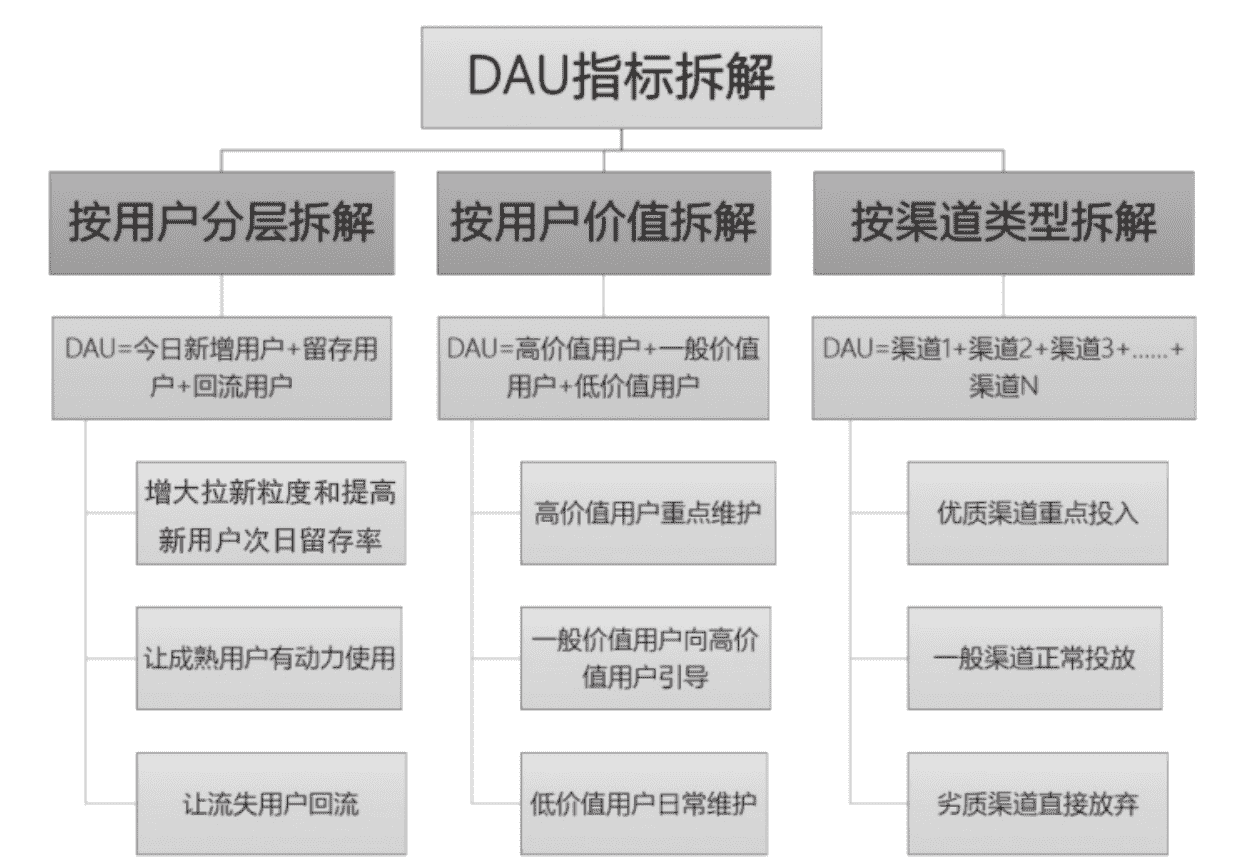 DAU指标拆解
按用户分层拆解
按用户价值拆解
按渠道类型拆解
DAU=今日新增用户+留存用
户+回流用户
DAU=高价值用户+一般价值
用户+低价值用户
DAU=渠道1+渠道2+渠道3+……+
渠道N
增大拉新粒度和提高
新用户次日留存率
高价值用户重点维护
优质渠道重点投入
让成熟用户有动力使用
一般价值用户向高价
值用户引导
一般渠道正常投放
让流失用户回流
低价值用户日常维护
劣质渠道直接放弃